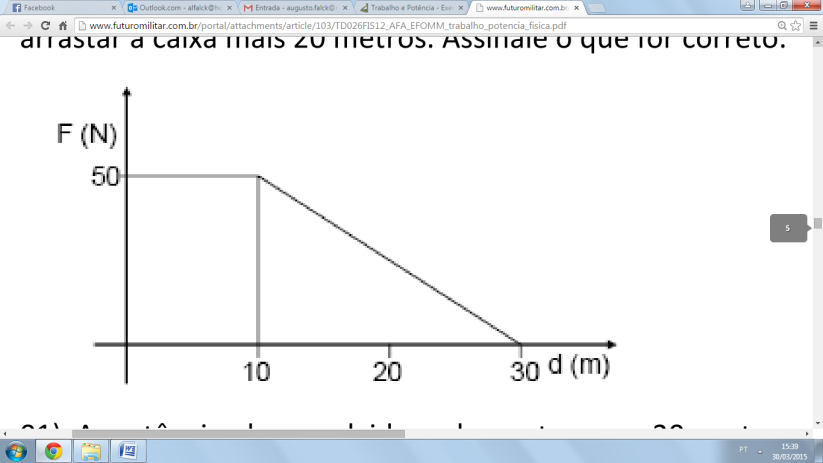 Facebook
Outlook.com - alfalck@ho
Entrada - augusto.falck@
Trabalho e Potência - Exe
www.futuromilitar.com.br
www.futuromilitar.com.br/portal/attachments/article/103/TD026FIS12_AFA_EFOMM_trabalho_potencia_fisica.pdf
arrastar a caixa mais 20 metros. Assinale o que for correto.
F (N)
50
10
20
30
d (m)
5
PT
15:39
30/03/2015